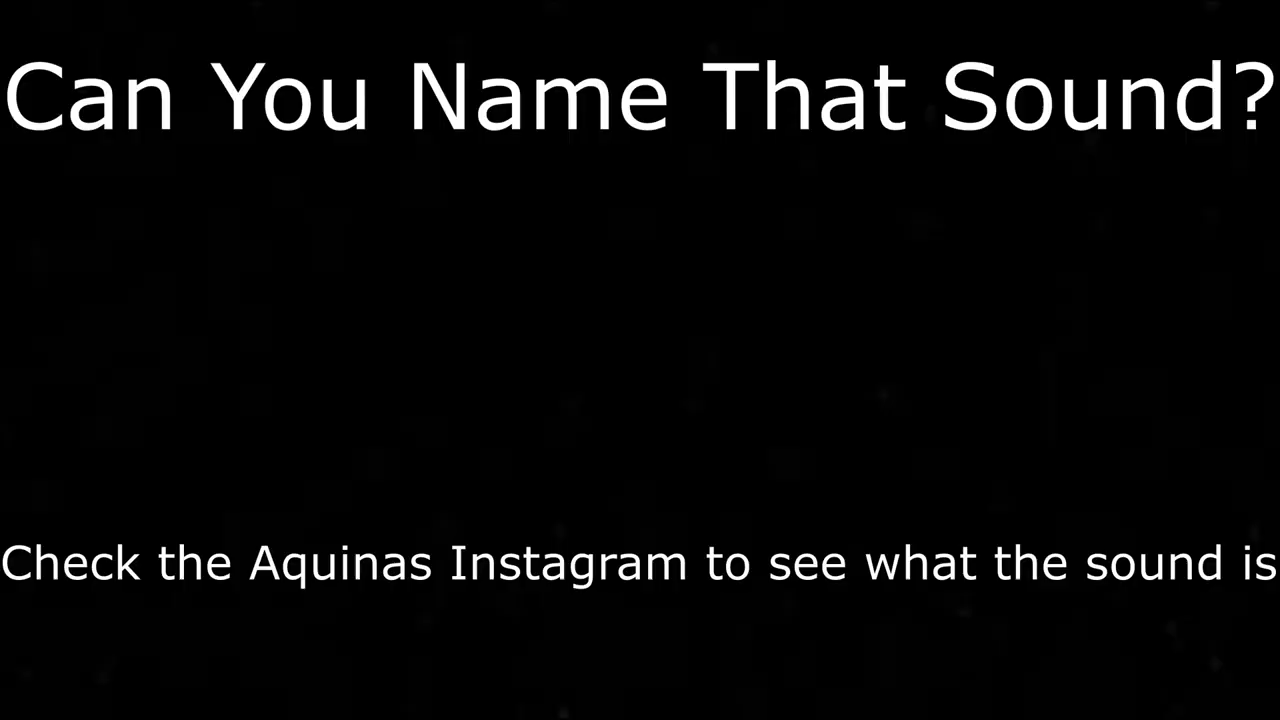 Can You Name That Sound?
Check the Aquinas Instagram to see what the sound is